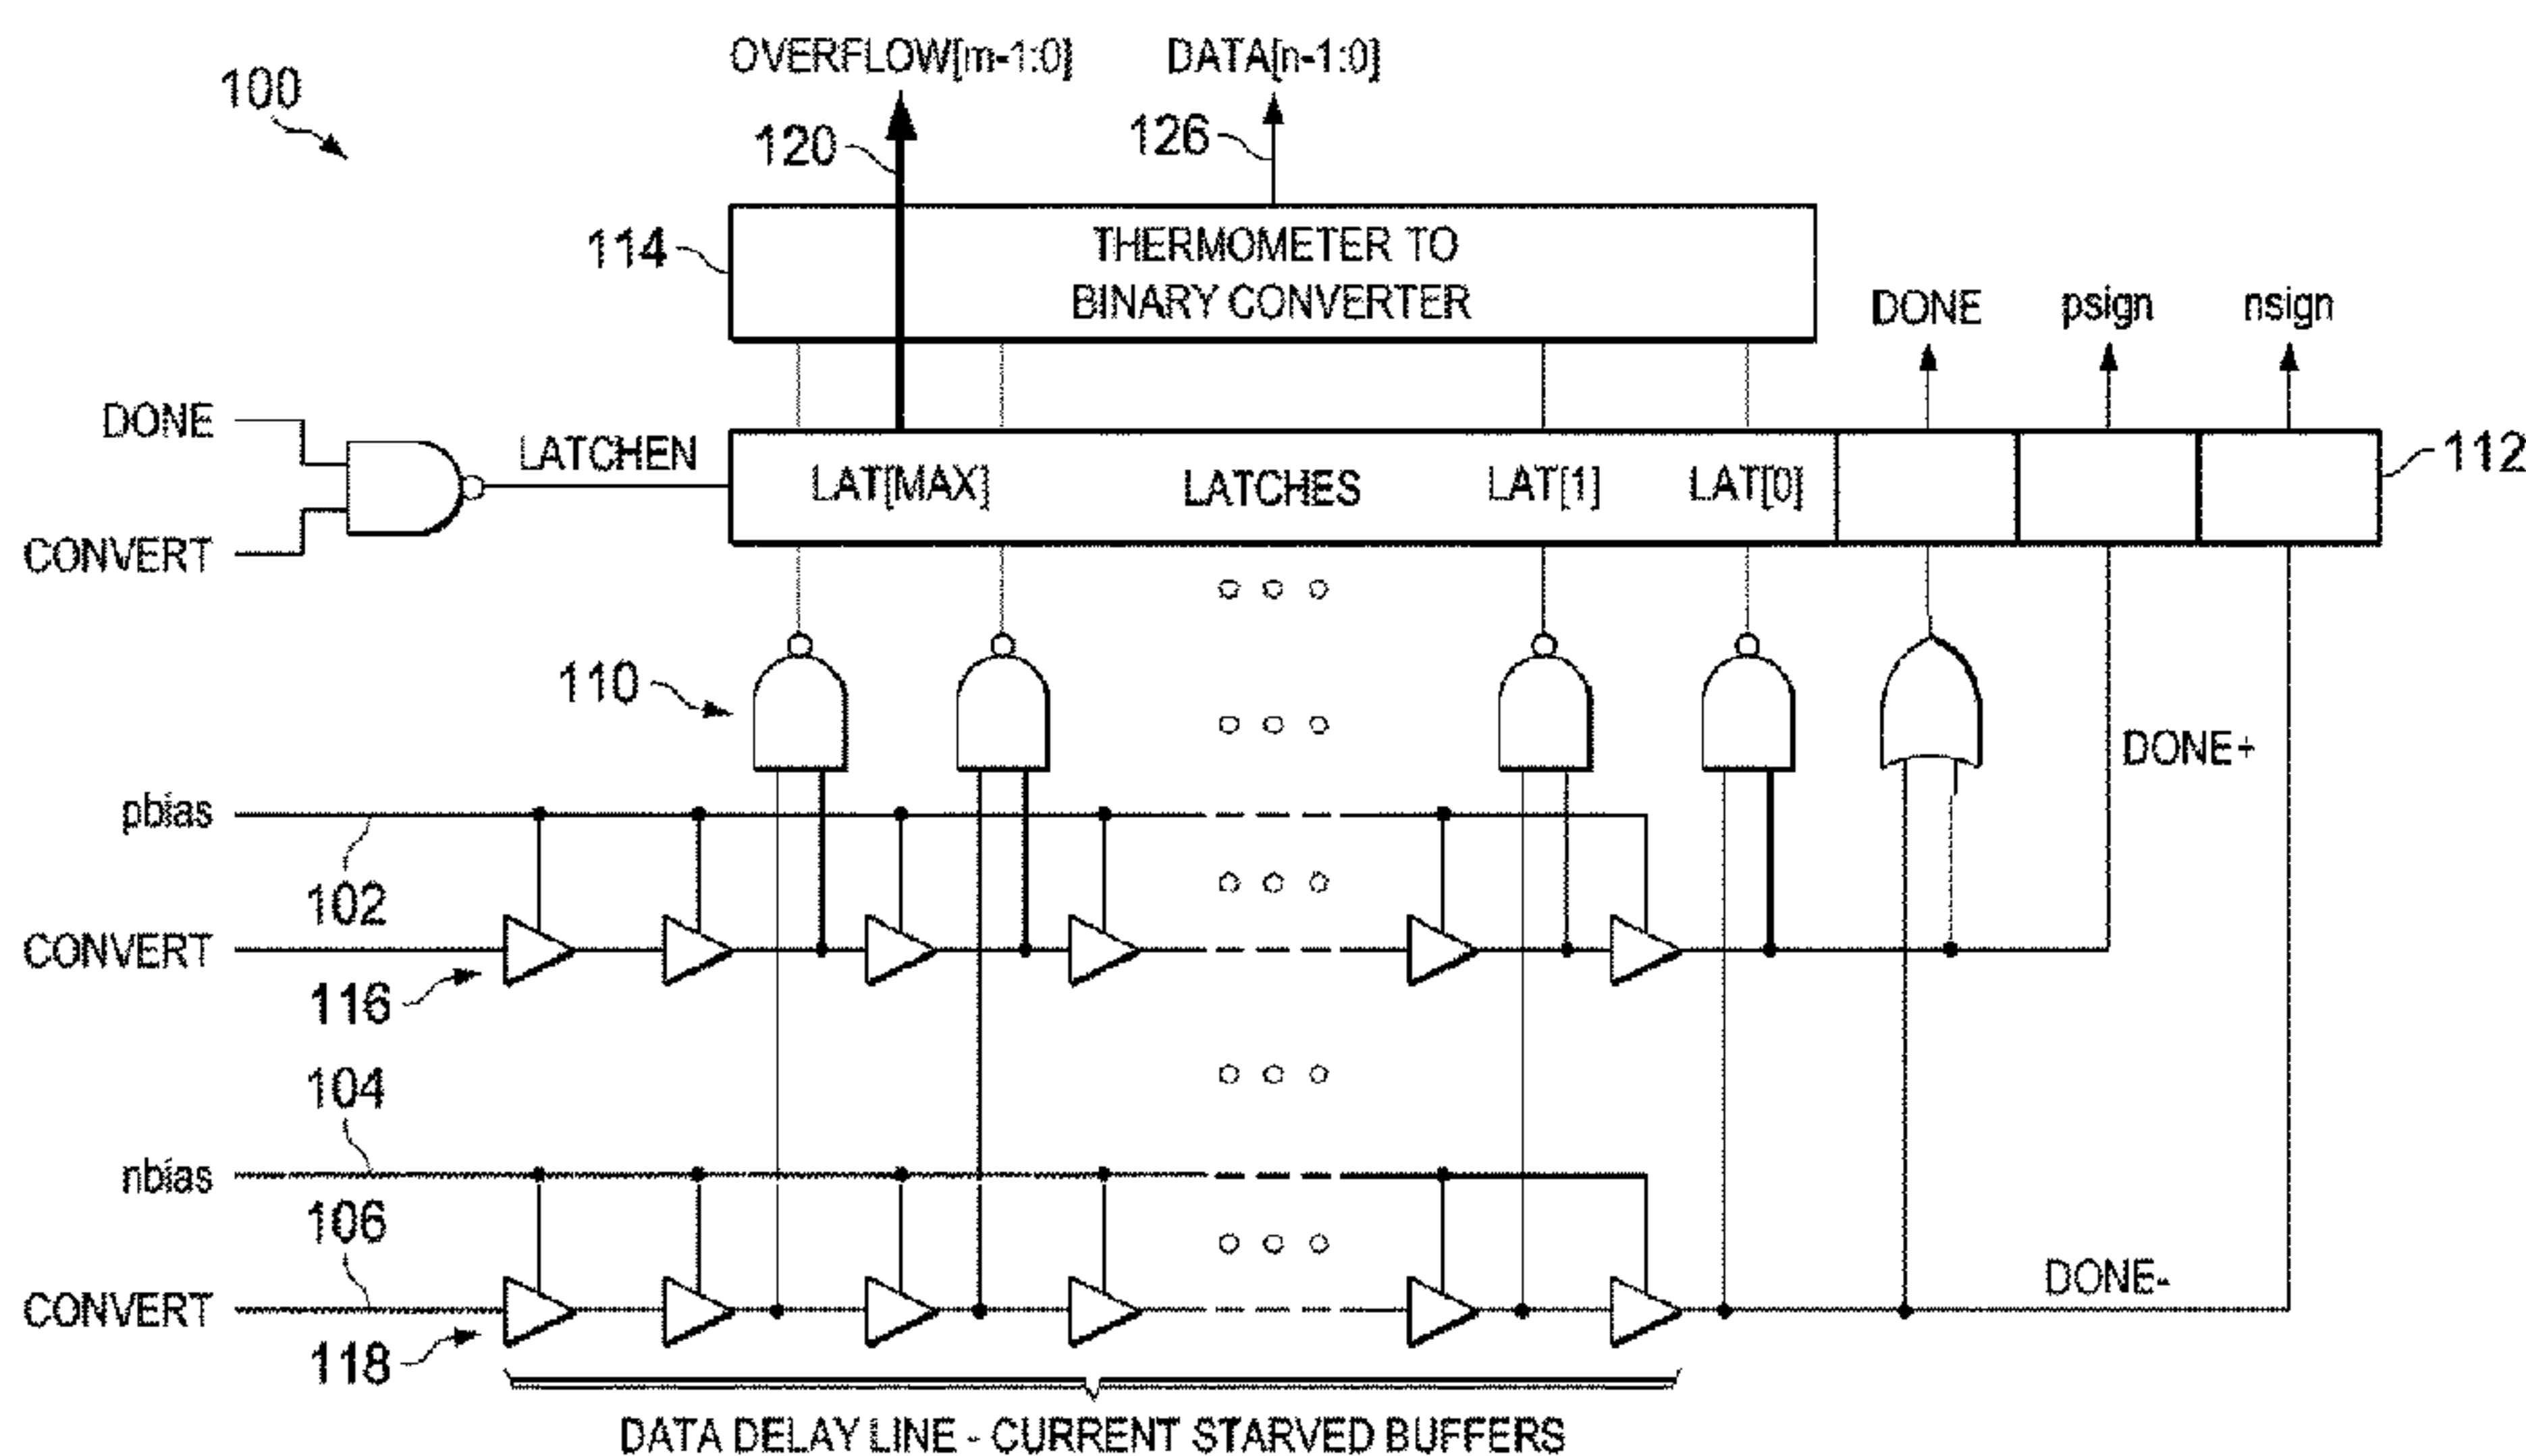 OVERFLOW[m-1:0]
DATA[n-1:0]
100
120
126
114
THERMOMETER TO
BINARY CONVERTER
DONE
psign
nsign
DONE
LATCHEN
CONVERT
LAT[MAX]
LATCHES
LAT[1]
LAT[0]
112
110
DONE+
pbias
102
CONVERT
116
104
nbias
106
CONVERT
118
DONE-
DATA DELAY LINE - CURRENT STARVED BUFFERS